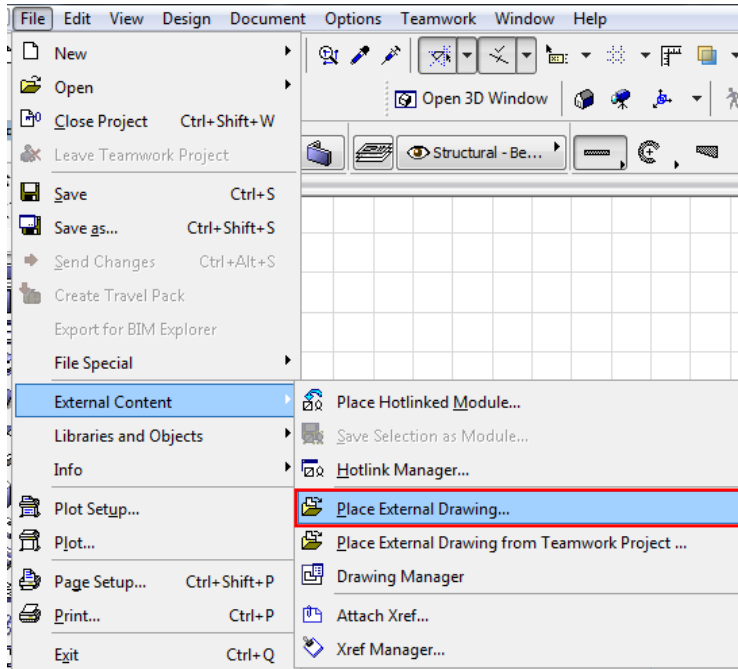 File Edit View Design Document Options Teamwork Window Help
New
Open
Open 3D Window
Close Project Ctrl+Shift+W
Leave Teamwork Project
Structural - Be...
Save Ctrl+S
Save as... Ctrl+Shift+S
Send Changes Ctrl+Alt+S
Create Travel Pack
Export for BIM Explorer
File Special
External Content
Place Hotlinked Module...
Libraries and Objects
Save Selection as Module...
Info
Hotlink Manager...
Plot Setup...
Place External Drawing...
Plot...
Place External Drawing from Teamwork Project ...
Page Setup... Ctrl+Shift+P
Drawing Manager
Print... Ctrl+P
Attach Xref...
Exit Ctrl+Q
Xref Manager...